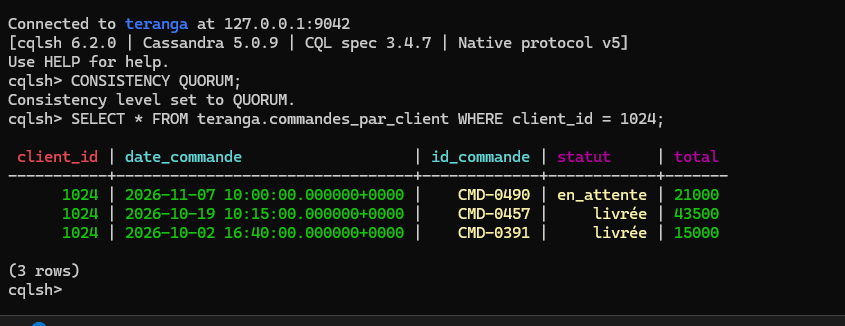 Connected to teranga at 127.0.0.1:9042
[cqlsh 6.2.0 | Cassandra 5.0.9 | CQL spec 3.4.7 | Native protocol v5]
Use HELP for help.
cqlsh> CONSISTENCY QUORUM;
Consistency level set to QUORUM.
cqlsh> SELECT * FROM teranga.commandes_par_client WHERE client_id = 1024;
client_id | date_commande | id_commande | statut | total
-----------+---------------------------------+-------------+------------+-------
1024 | 2026-11-07 10:00:00.000000+0000 | CMD-0490 | en_attente | 21000
1024 | 2026-10-19 10:15:00.000000+0000 | CMD-0457 | livrée | 43500
1024 | 2026-10-02 16:40:00.000000+0000 | CMD-0391 | livrée | 15000
(3 rows)
cqlsh>